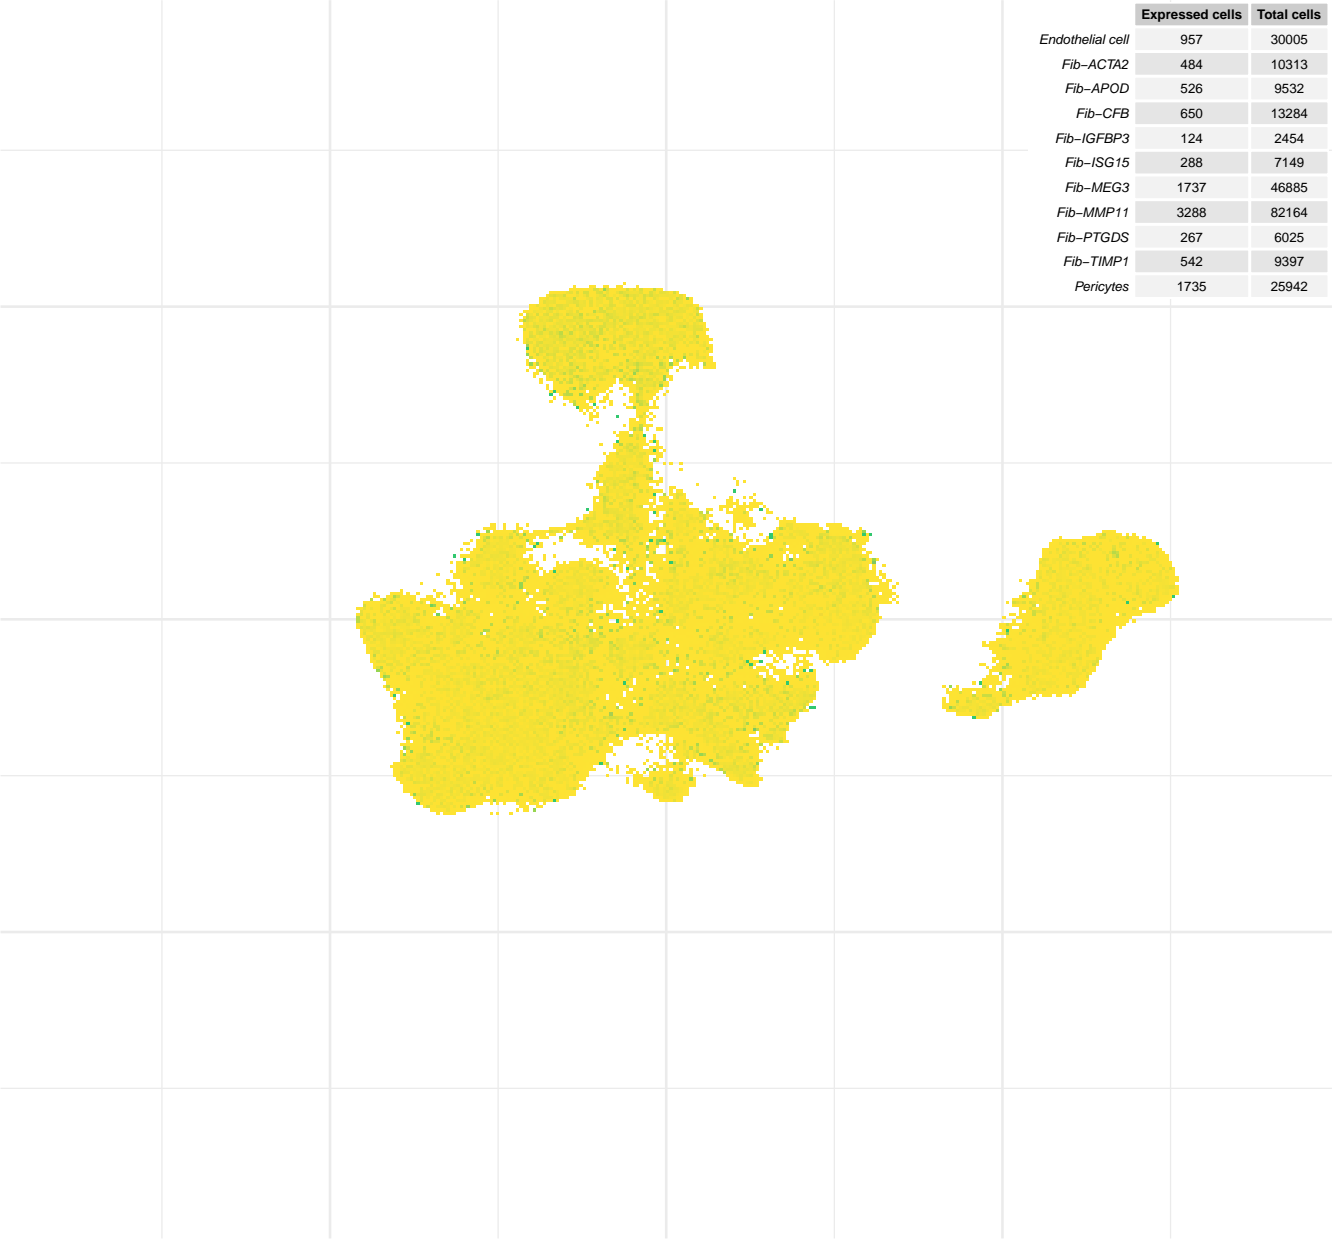 Expressed cells Total cells
Endothelial cell 957 30005
Fib−ACTA2 484 10313
Fib−APOD 526 9532
Fib−CFB 650 13284
Fib−IGFBP3 124 2454
Fib−ISG15 288 7149
Fib−MEG3 1737 46885
Fib−MMP11 3288 82164
Fib−PTGDS 267 6025
Fib−TIMP1 542 9397
Pericytes 1735 25942